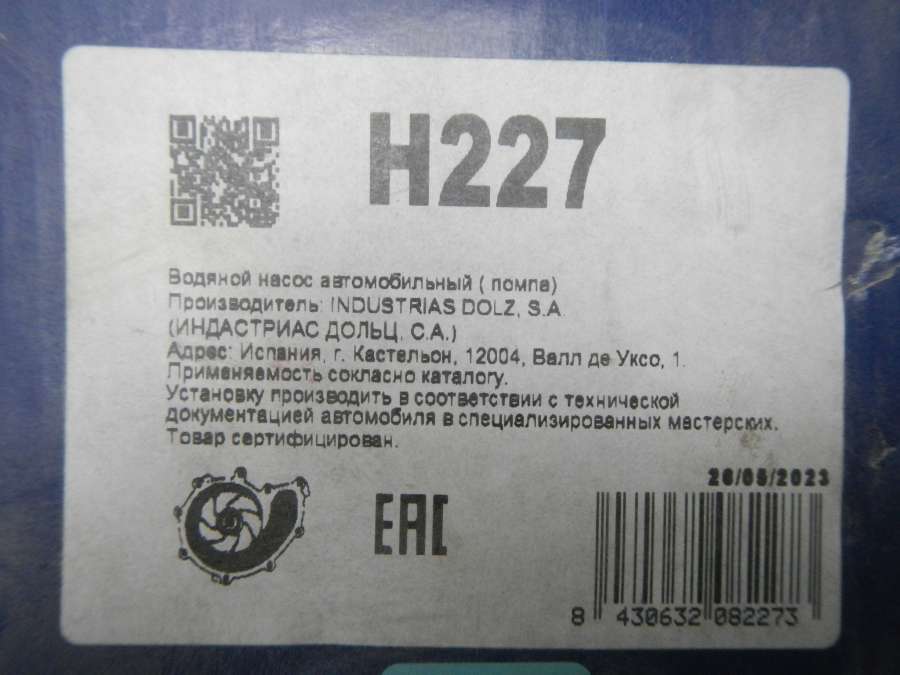 H227
Водяной насос автомобильный ( помпа)
Производитель: INDUSTRIAS DOLZ, S.A.
(ИНДАСТРИАС ДОЛЬЦ, С.А.)
Адрес: Испания, г. Кастельон, 12004, Валл де Уксо, 1.
Применяемость согласно каталогу.
Установку производить в соответствии с технической
документацией автомобиля в специализированных мастерских.
Товар сертифицирован.
26/05/2023
EAC
8 430632 082273